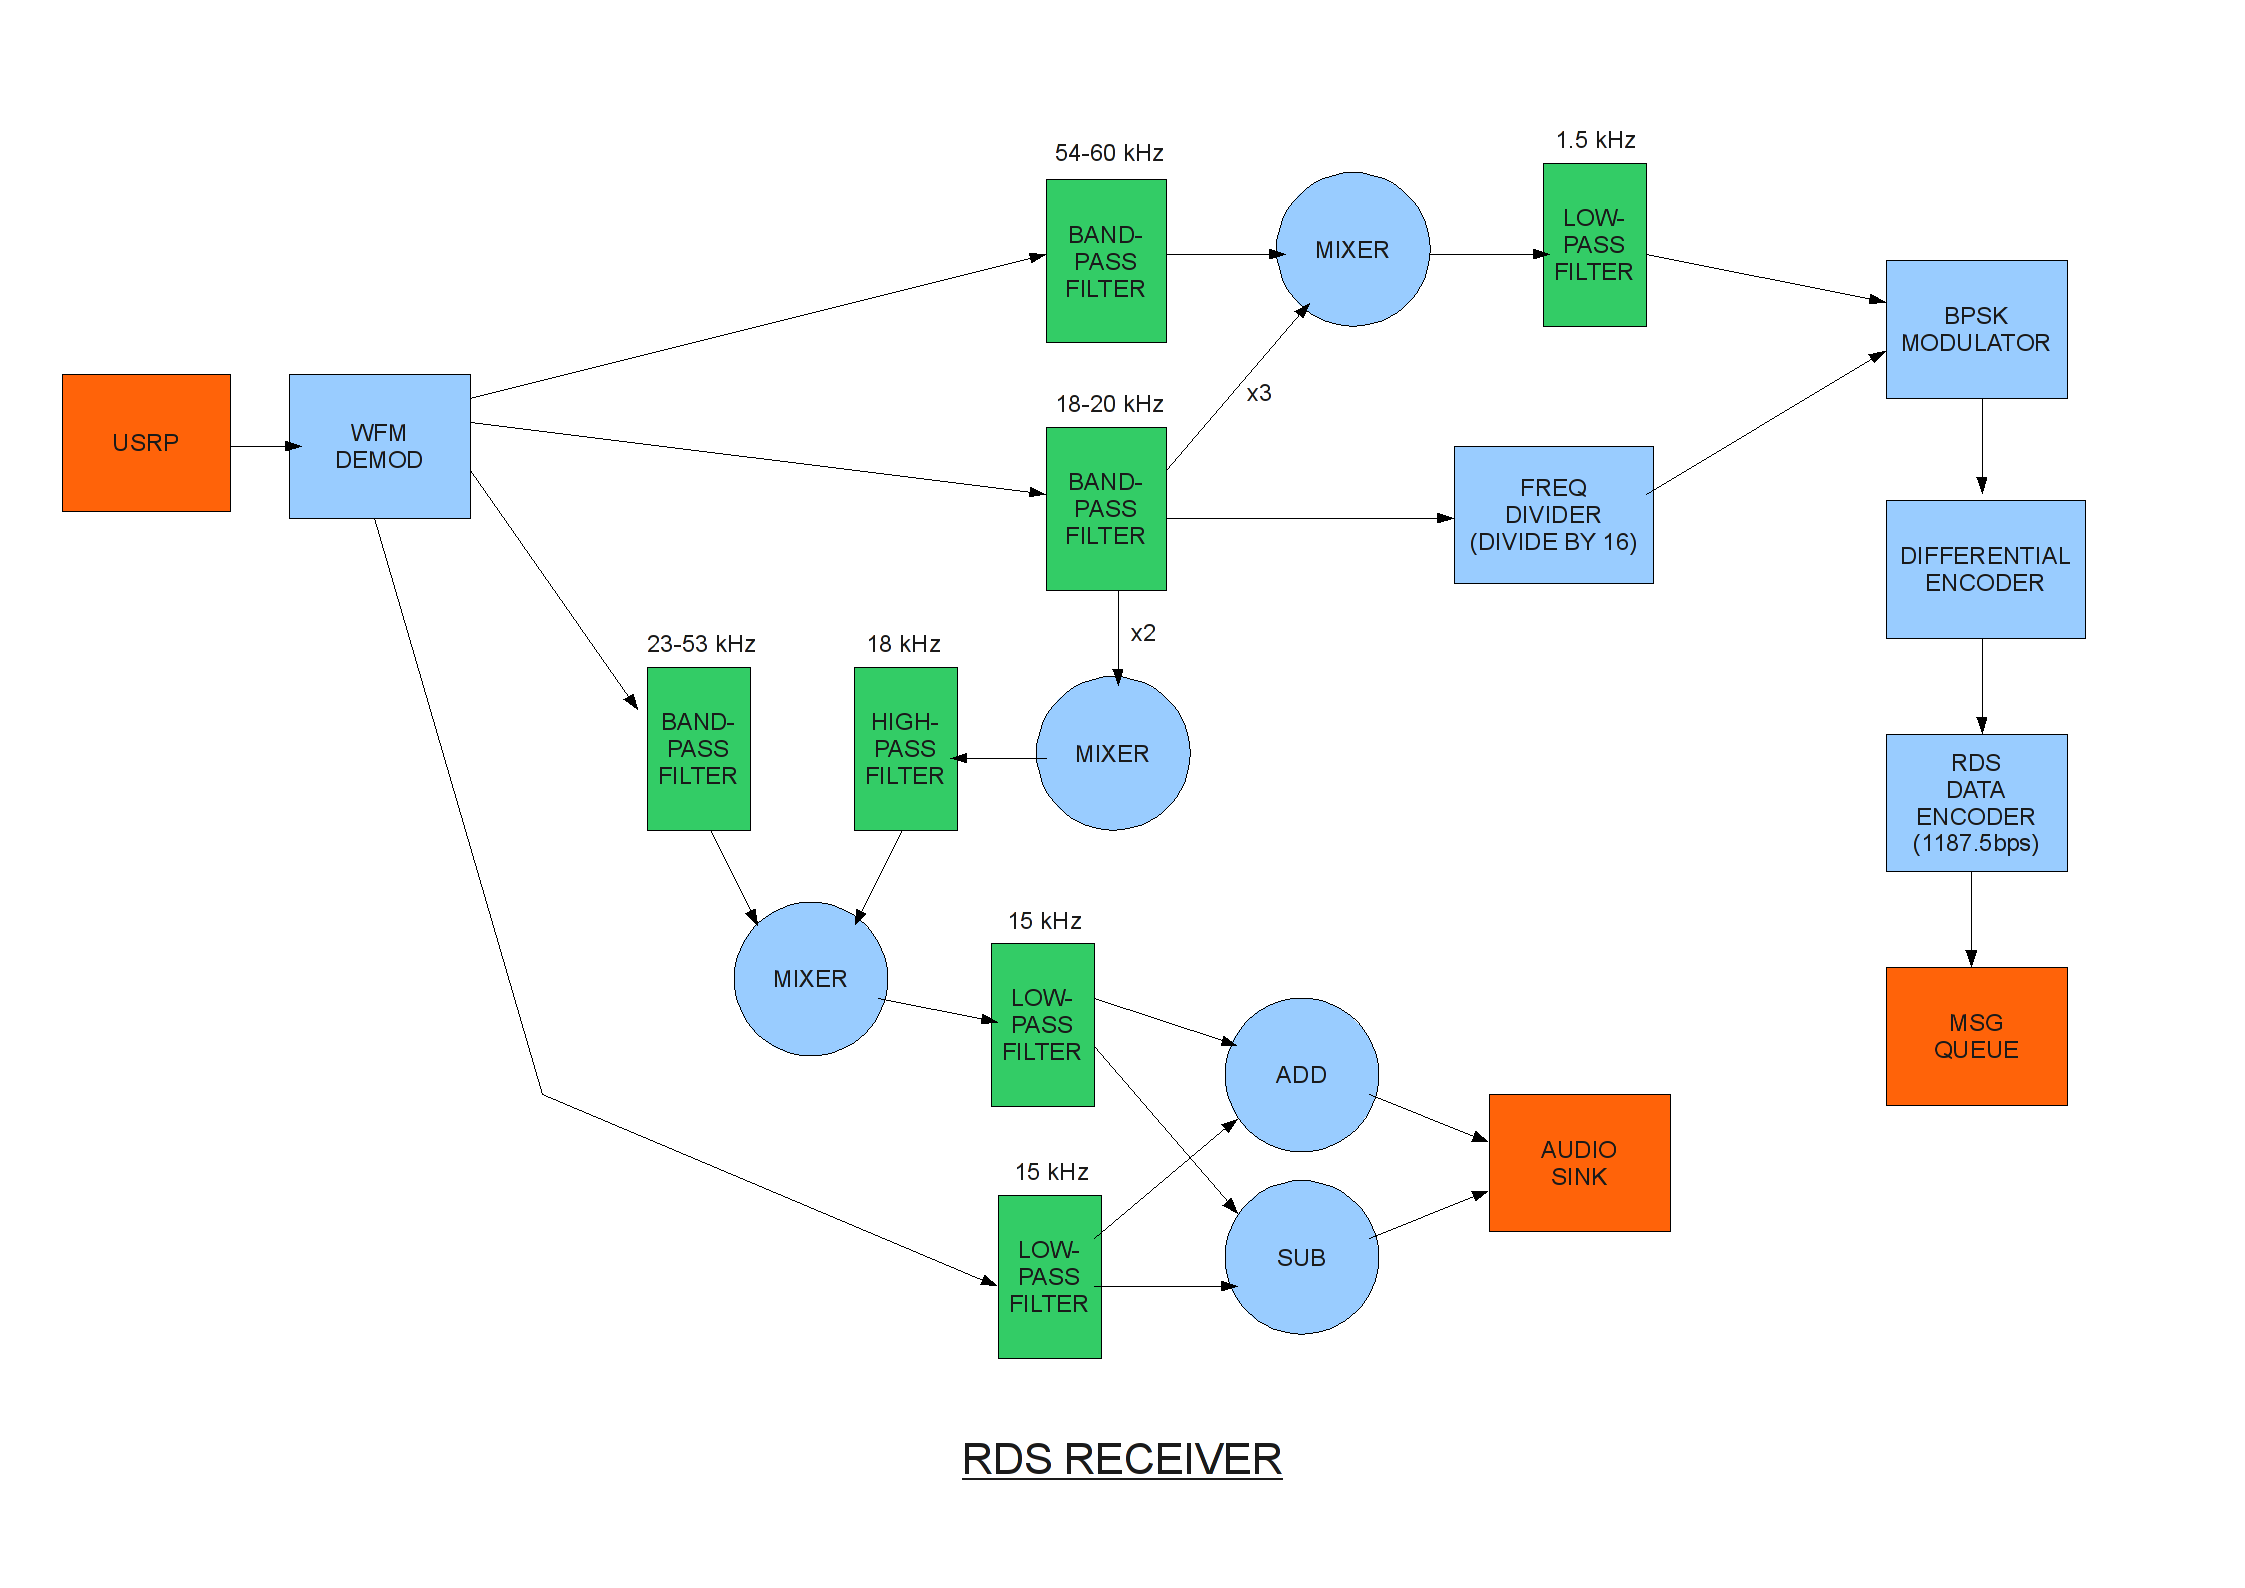 1.5 kHz
54-60 kHz
BAND-
PASS
FILTER
MIXER
LOW-
PASS
FILTER
BPSK
MODULATOR
x3
18-20 kHz
USRP
WFM
DEMOD
BAND-
PASS
FILTER
FREQ
DIVIDER
(DIVIDE BY 16)
DIFFERENTIAL
ENCODER
x2
23-53 kHz
18 kHz
BAND-
PASS
FILTER
HIGH-
PASS
FILTER
MIXER
RDS
DATA
ENCODER
(1187.5bps)
MIXER
15 kHz
LOW-
PASS
FILTER
ADD
MSG
QUEUE
AUDIO
SINK
15 kHz
LOW-
PASS
FILTER
SUB
RDS RECEIVER